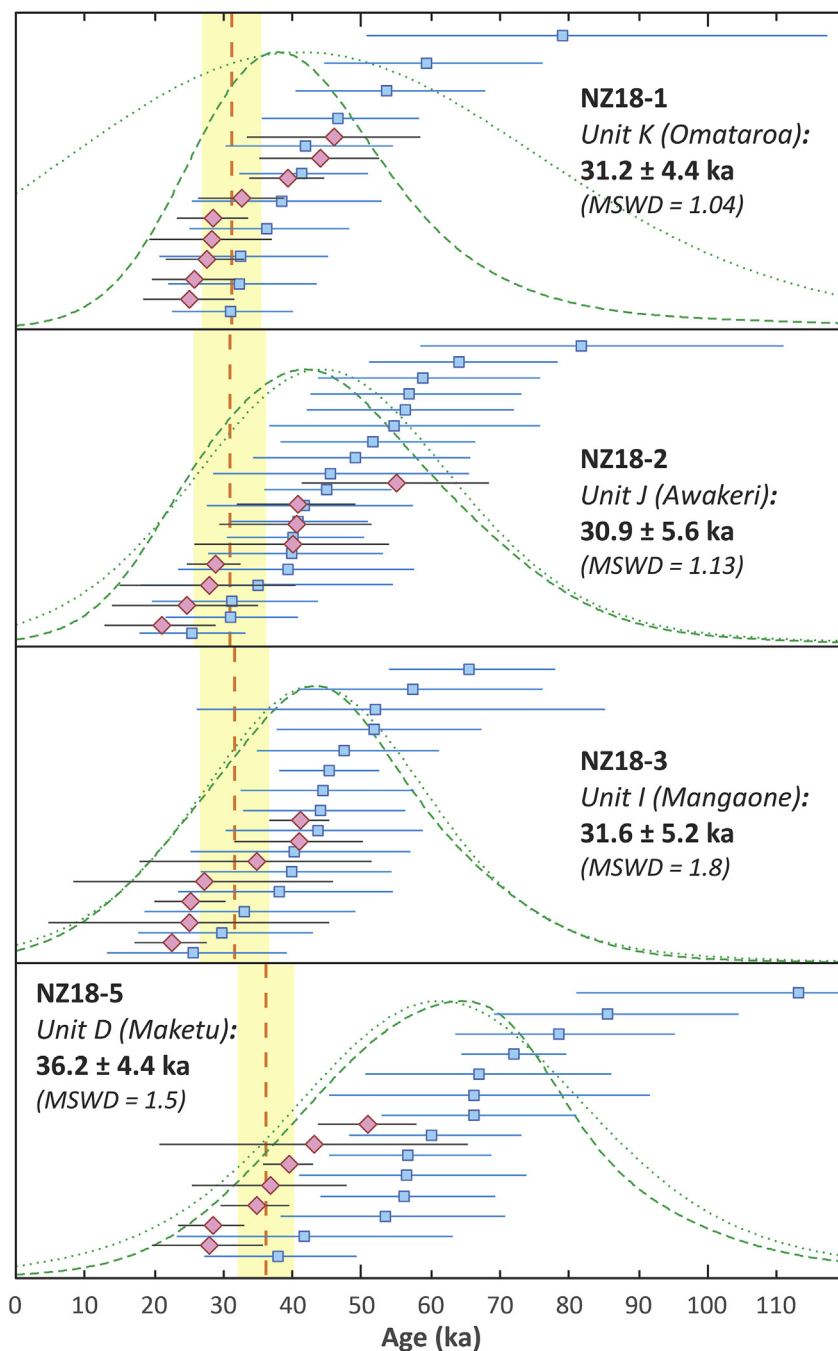 NZ18-1
Unit K (Omataroa):
31.2 ± 4.4 ka
(MSWD = 1.04)
NZ18-2
Unit J (Awakeri):
30.9 ± 5.6 ka
(MSWD = 1.13)
NZ18-3
Unit I (Mangaone):
31.6 ± 5.2 ka
(MSWD = 1.8)
NZ18-5
Unit D (Maketu):
36.2 ± 4.4 ka
(MSWD = 1.5)
0 10 20 30 40 50 60 70 80 90 100 110
Age (ka)